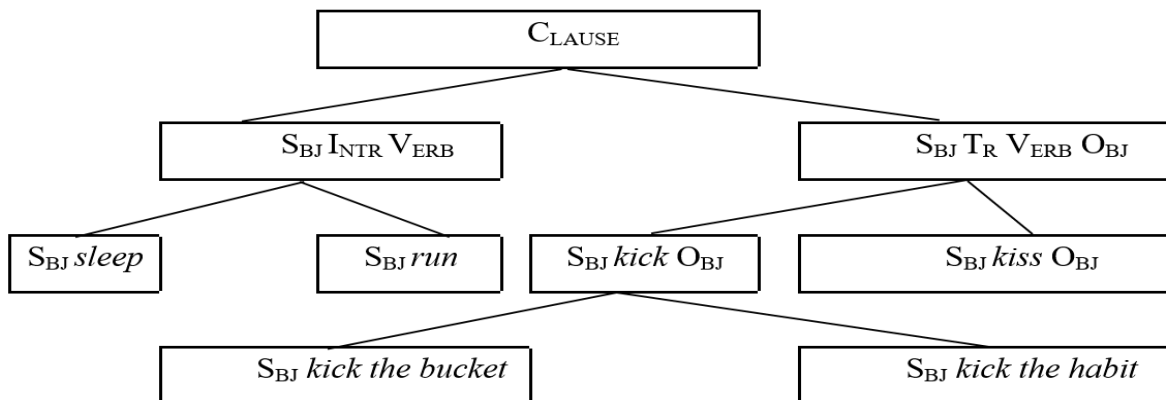 CLAUSE
SBJ INTR VERB
SBJ TR VERB OBJ
SBJ sleep
SBJ run
SBJ kick OBJ
SBJ kiss OBJ
SBJ kick the bucket
SBJ kick the habit